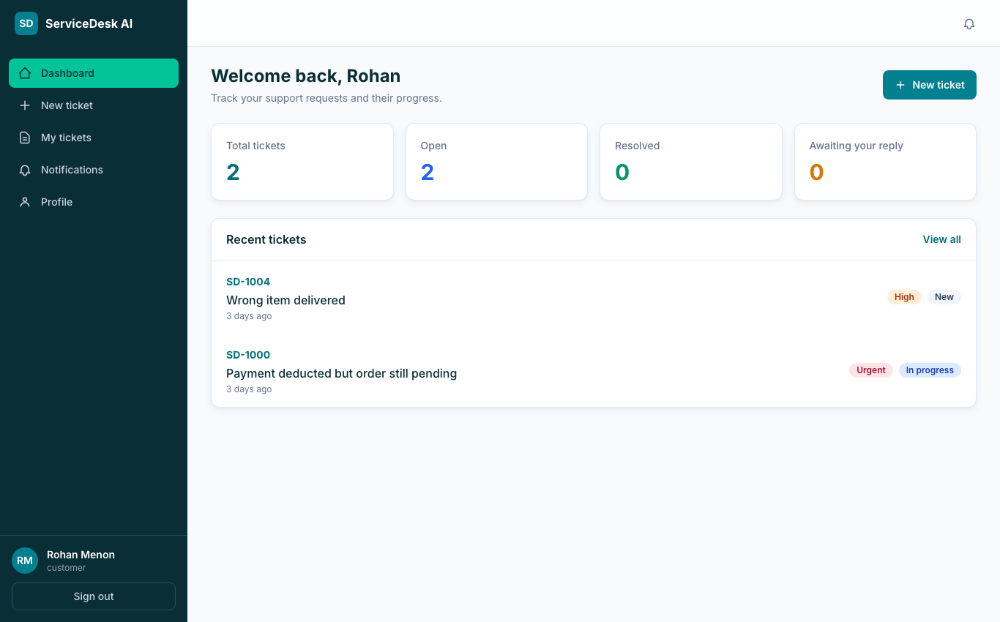 SD ServiceDesk AI
Dashboard
New ticket
My tickets
Notifications
Profile
RM Rohan Menon
customer
Sign out
Welcome back, Rohan
Track your support requests and their progress.
New ticket
Total tickets
2
Open
2
Resolved
0
Awaiting your reply
0
Recent tickets View all
SD-1004
Wrong item delivered
3 days ago
High New
SD-1000
Payment deducted but order still pending
3 days ago
Urgent In progress